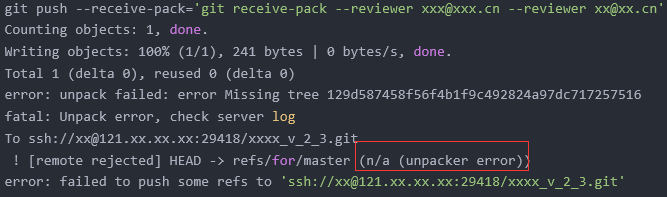 git push --receive-pack='git receive-pack --reviewer xxx@xxx.cn --reviewer xx@xx.cn'
Counting objects: 1, done.
Writing objects: 100% (1/1), 241 bytes | 0 bytes/s, done.
Total 1 (delta 0), reused 0 (delta 0)
error: unpack failed: error Missing tree 129d587458f56f4b1f9c492824a97dc717257516
fatal: Unpack error, check server log
To ssh://xx@121.xx.xx.xx:29418/xxxx_v_2_3.git
! [remote rejected] HEAD -> refs/for/master (n/a (unpacker error))
error: failed to push some refs to 'ssh://xx@121.xx.xx.xx:29418/xxxx_v_2_3.git'